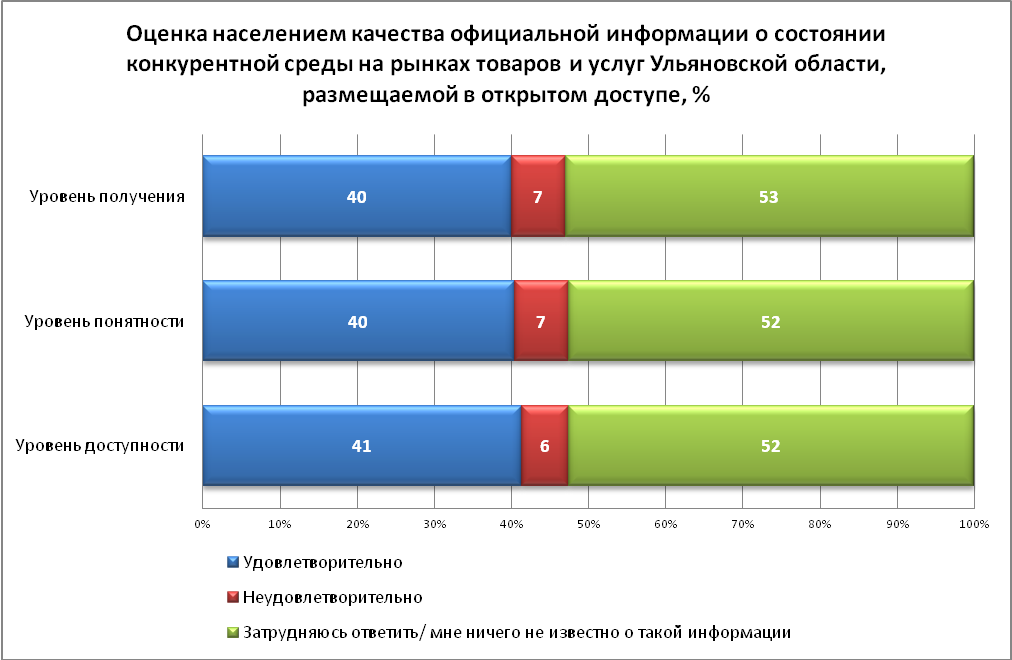 Оценка населением качества официальной информации о состоянии
конкурентной среды на рынках товаров и услуг Ульяновской области,
размещаемой в открытом доступе, %
Уровень получения
40 7 53
Уровень понятности
40 7 52
Уровень доступности
41 6 52
0% 10% 20% 30% 40% 50% 60% 70% 80% 90% 100%
Удовлетворительно
Неудовлетворительно
Затрудняюсь ответить/ мне ничего не известно о такой информации